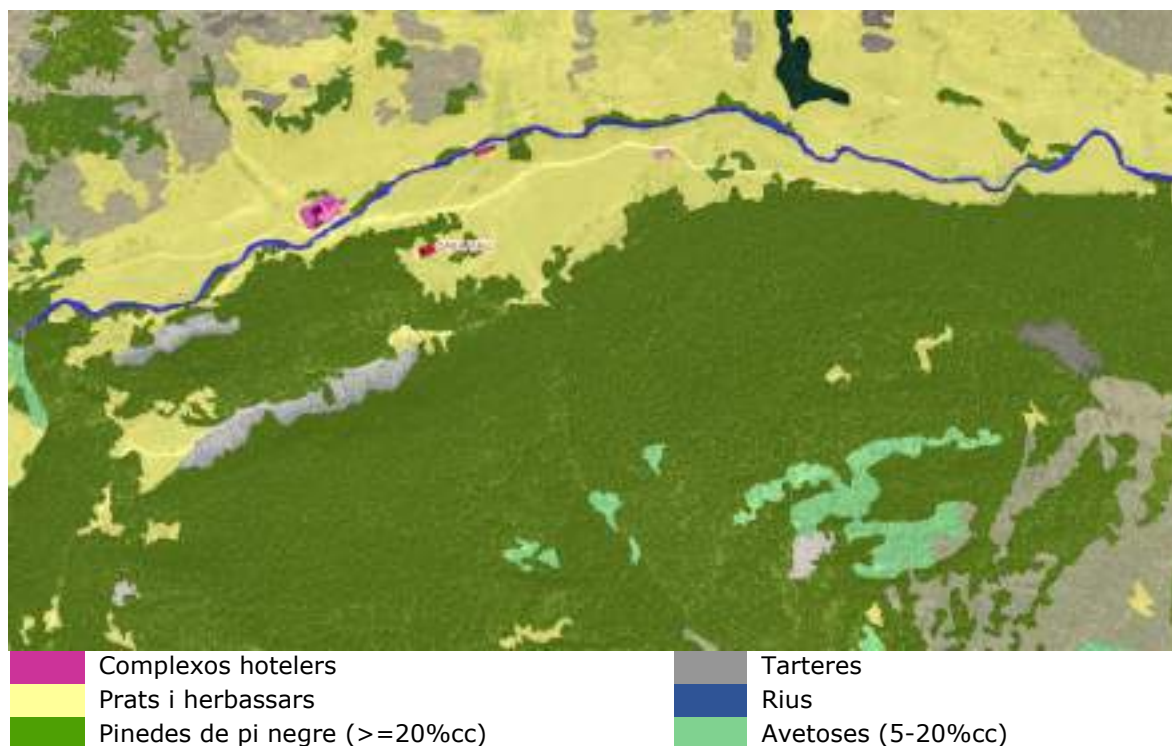 Complexos hotelers
Prats i herbassars
Pinedes de pi negre (>=20%cc)
Tarteres
Rius
Avetoses (5-20%cc)